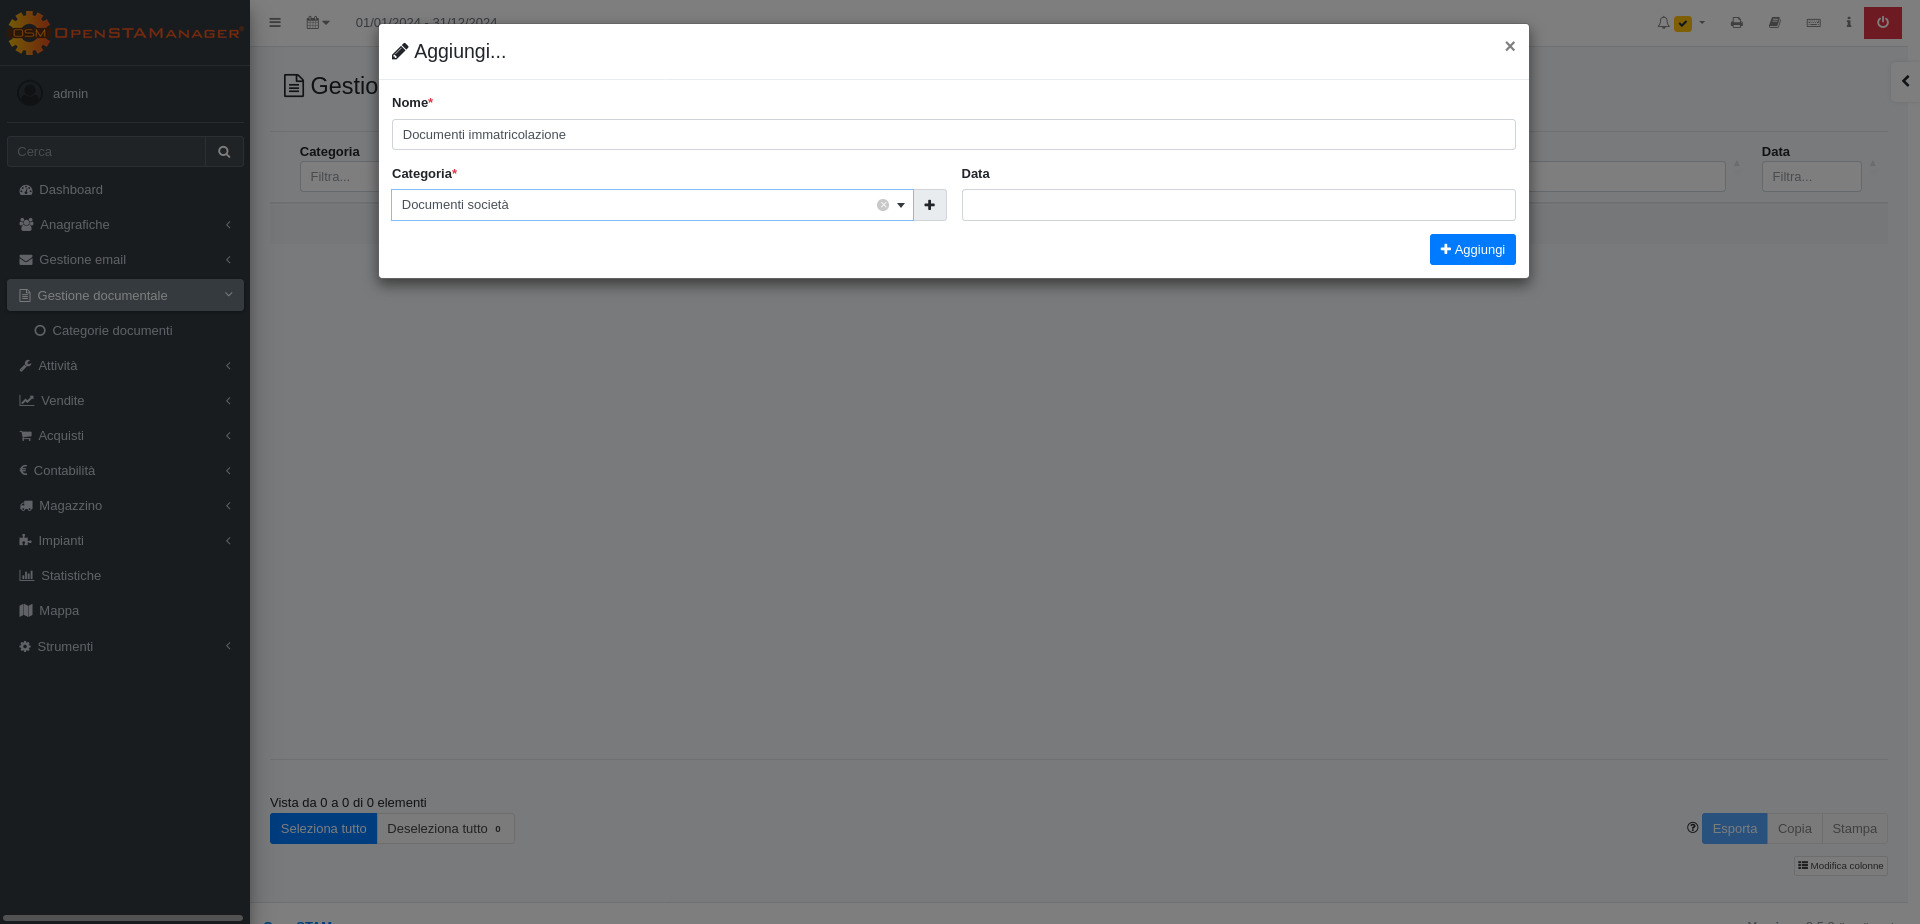 OSM OpenSTAManager
01/01/2024 - 31/12/2024
admin
Cerca
Dashboard
Anagrafiche
Gestione email
Gestione documentale
Categorie documenti
Attività
Vendite
Acquisti
Contabilità
Magazzino
Impianti
Statistiche
Mappa
Strumenti
Gestio
Categoria
Filtra...
Data
Filtra...
Aggiungi...
×
Nome*
Documenti immatricolazione
Categoria* Data
Documenti società
Aggiungi
Vista da 0 a 0 di 0 elementi
Seleziona tutto Deseleziona tutto 0
Esporta Copia Stampa
Modifica colonne